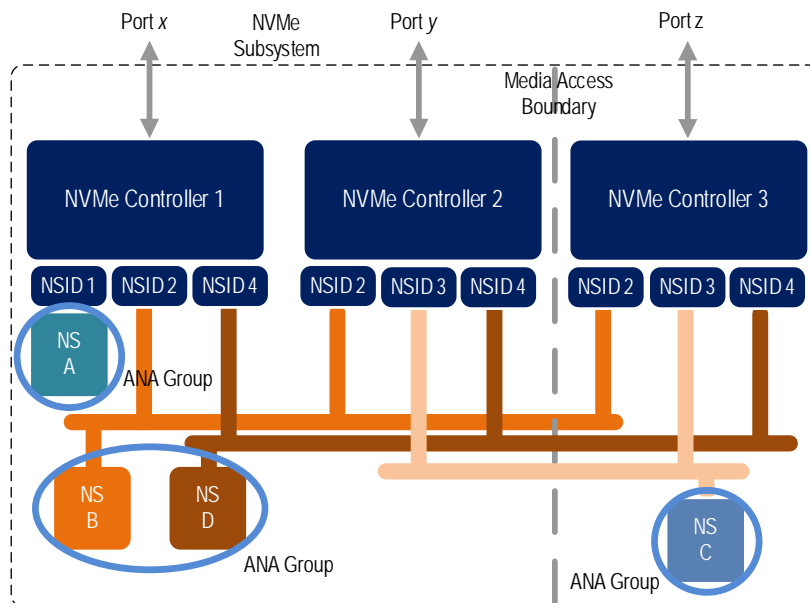 Port x
NVMe
Subsystem
Port y
Port z
Media Access
Boundary
NVMe Controller 1
NVMe Controller 2
NVMe Controller 3
NSID 1
NSID 2
NSID 4
NSID 2
NSID 3
NSID 4
NSID 2
NSID 3
NSID 4
NS
A
ANA Group
NS
B
NS
D
NS
C
ANA Group
ANA Group